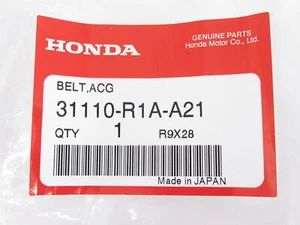 HONDA
GENUINE PARTS
Honda Motor Co., Ltd.
BELT,ACG
31110-R1A-A21
QTY 1 R9X28
Made in JAPAN